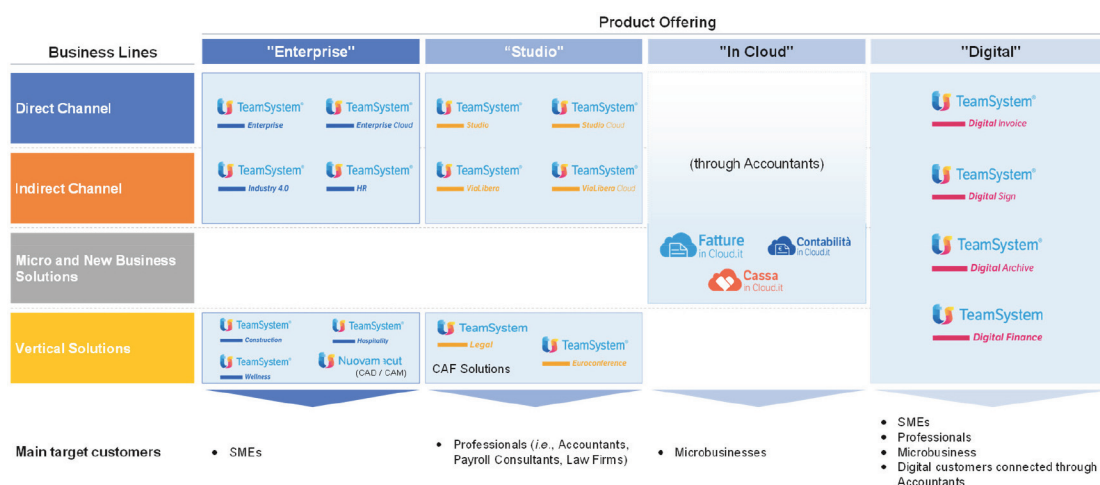 Product Offering
Business Lines
"Enterprise"
"Studio"
"In Cloud"
"Digital"
Direct Channel
TeamSystem®
Enterprise
TeamSystem®
Enterprise Cloud
TeamSystem®
Studio
TeamSystem®
Studio Cloud
TeamSystem®
Digital Invoice
Indirect Channel
TeamSystem®
Industry 4.0
TeamSystem®
HR
TeamSystem®
ViaLibera
TeamSystem®
ViaLibera Cloud
(through Accountants)
TeamSystem®
Digital Sign
Micro and New Business
Solutions
Fatture
in Cloud.it
Contabilità
in Cloud.it
Cassa
in Cloud.it
TeamSystem®
Digital Archive
Vertical Solutions
TeamSystem®
Construction
TeamSystem®
Hospitality
TeamSystem®
Wellness
(CAD / CAM)
TeamSystem
Legal
CAF Solutions
TeamSystem®
Euroconference
TeamSystem
Digital Finance
Main target customers
• SMEs
• Professionals (i.e., Accountants,
Payroll Consultants, Law Firms)
• Microbusinesses
• SMEs
• Professionals
• Microbusiness
• Digital customers connected through
Accountants